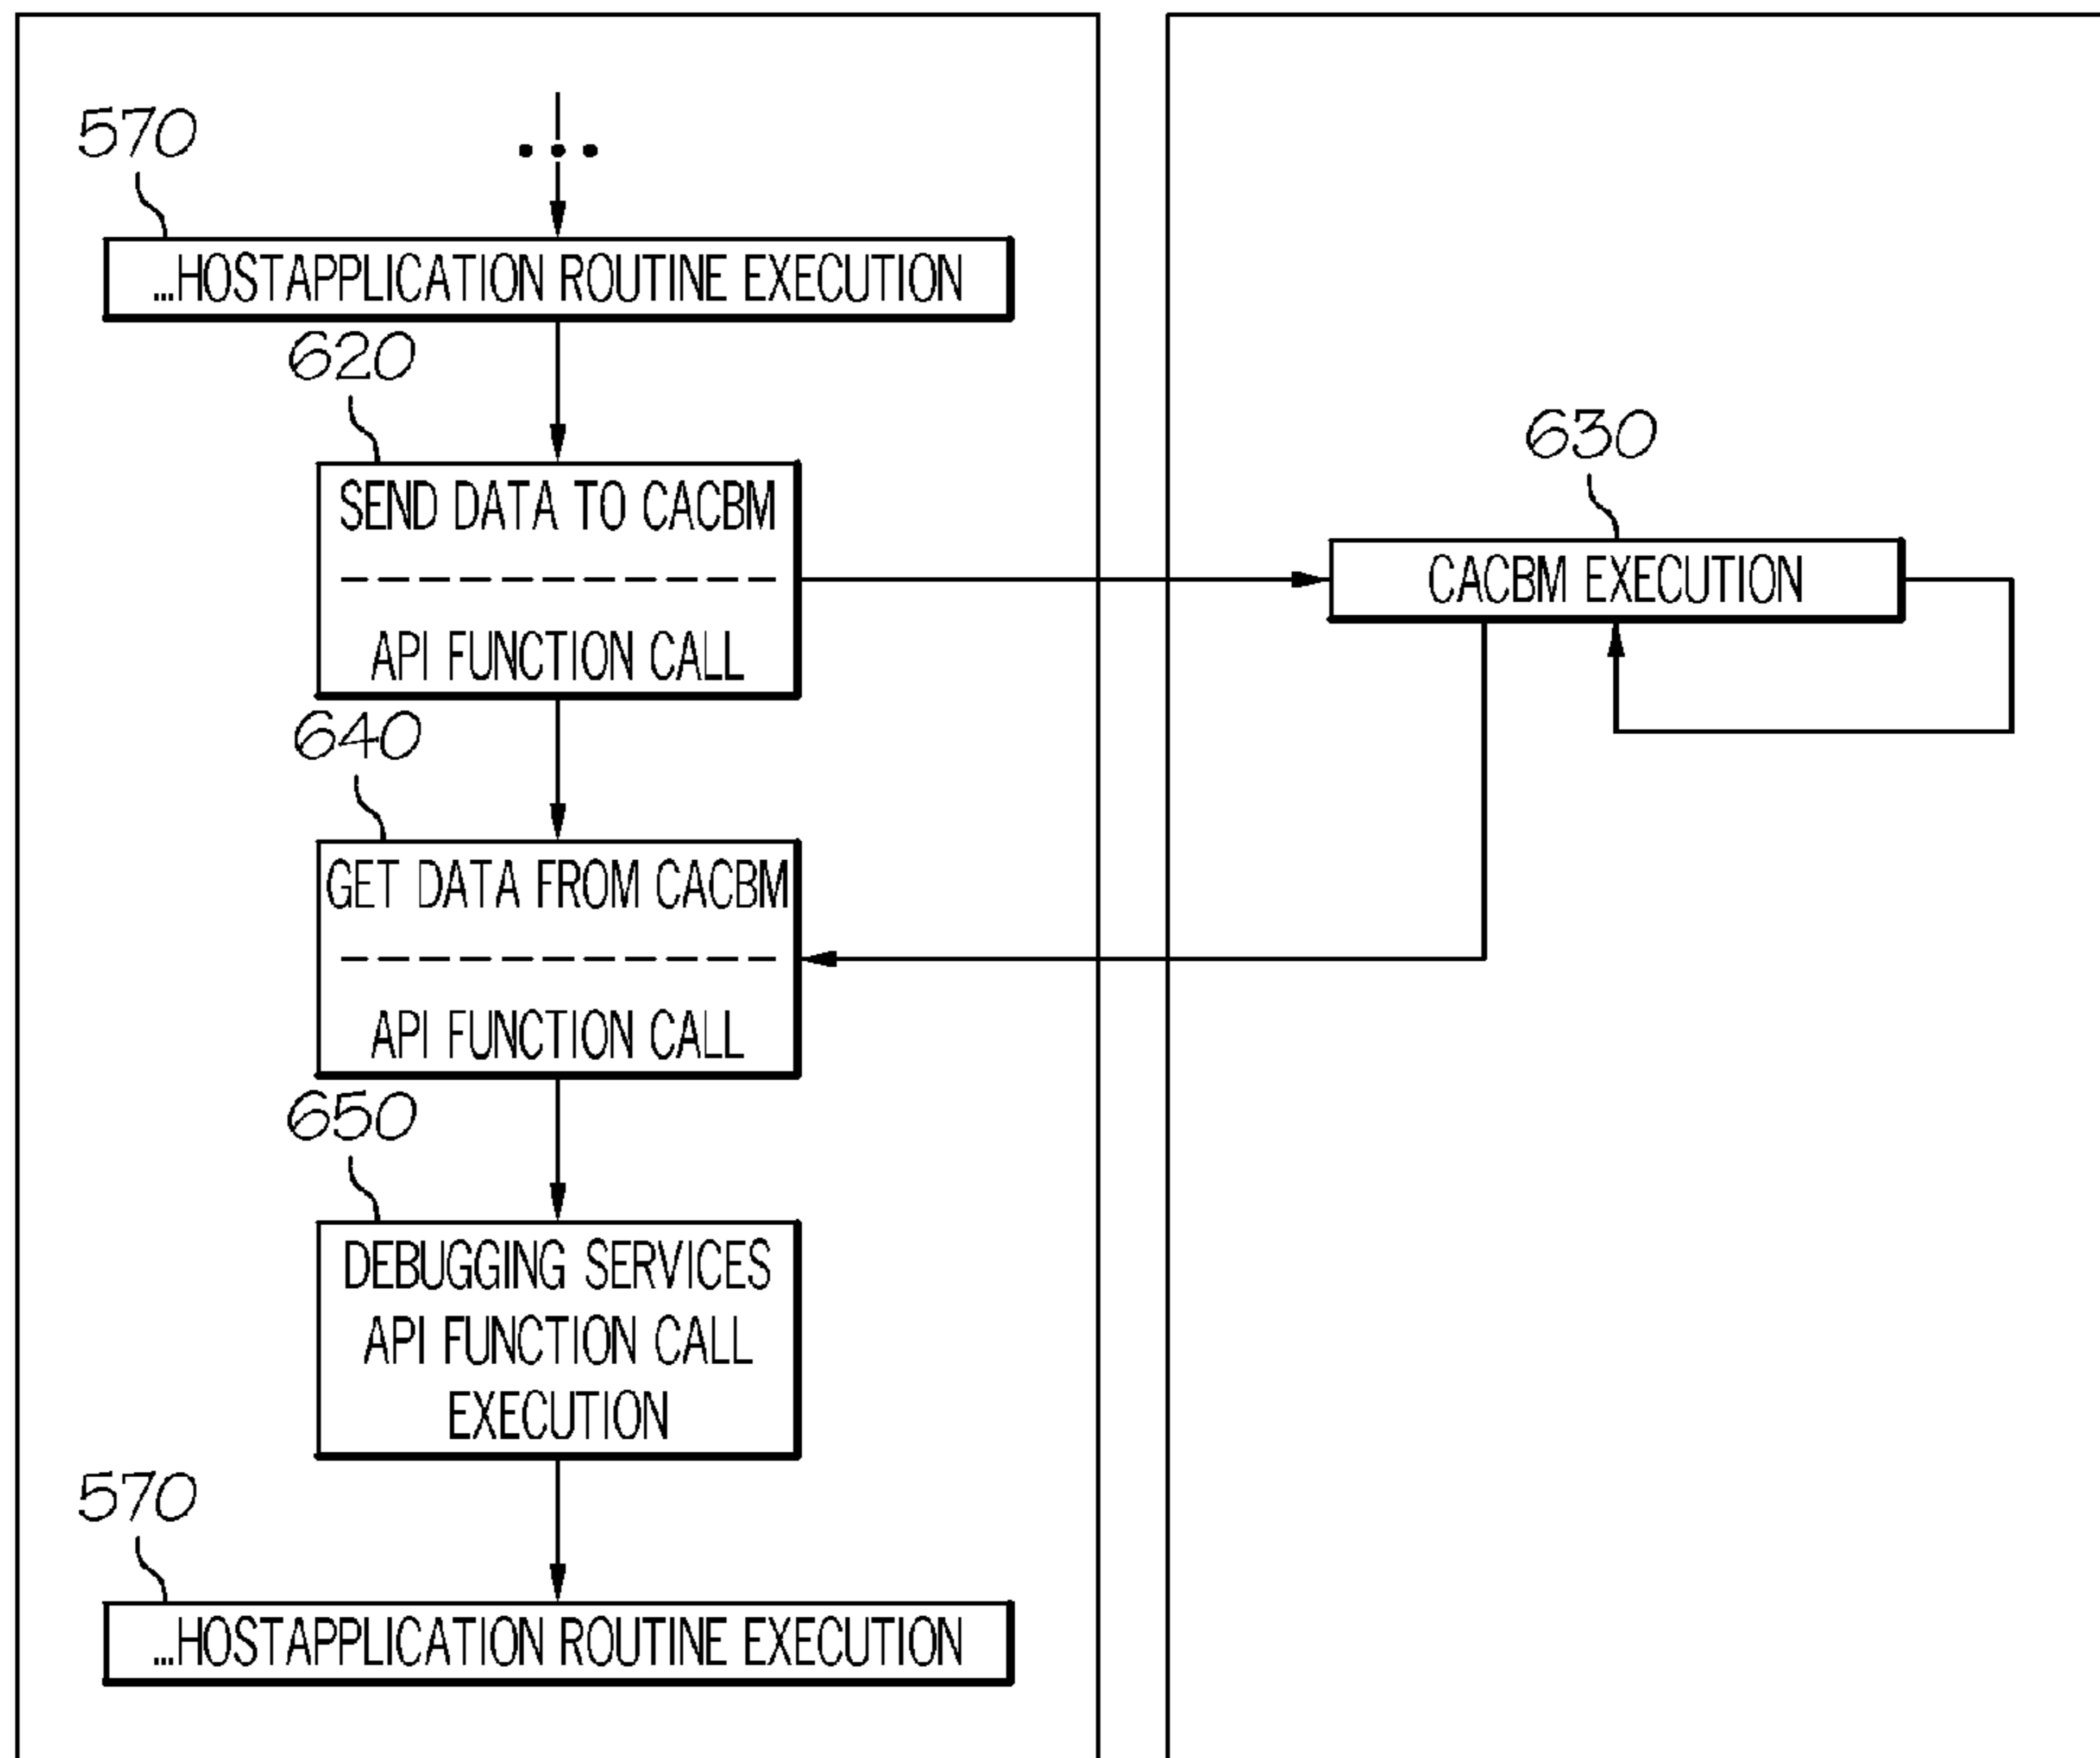 570
...HOSTAPPLICATION ROUTINE EXECUTION
620
SEND DATA TO CACBM
API FUNCTION CALL
630
CACBM EXECUTION
640
GET DATA FROM CACBM
API FUNCTION CALL
650
DEBUGGING SERVICES
API FUNCTION CALL
EXECUTION
570
...HOSTAPPLICATION ROUTINE EXECUTION